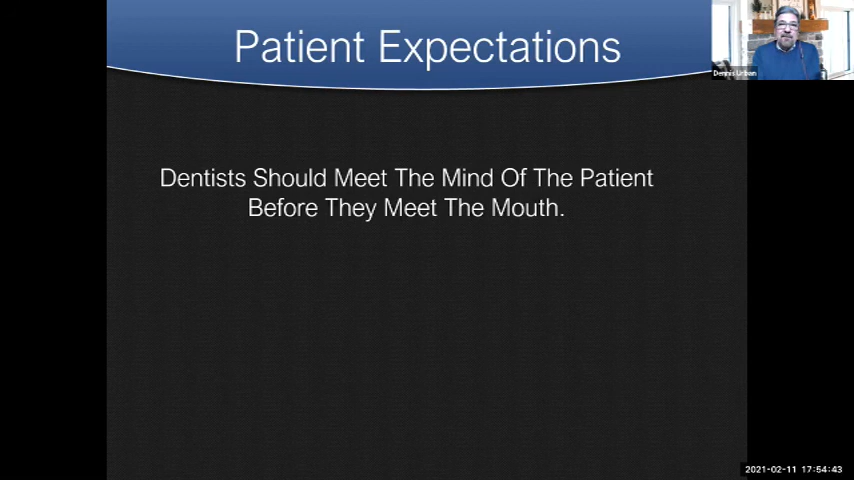 Patient Expectations
Dennis Urban
Dentists Should Meet The Mind Of The Patient
Before They Meet The Mouth.
2021-02-11 17:54:43